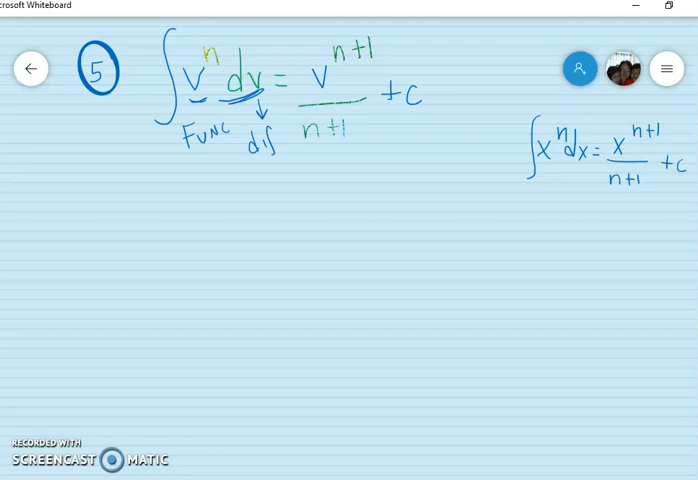 crosoft Whiteboard
5 ∫ v^n dv = v^(n+1) / (n+1) + c
Func
dif
∫ x^n dx = x^(n+1) / (n+1) + c
RECORDED WITH
SCREENCAST MATIC